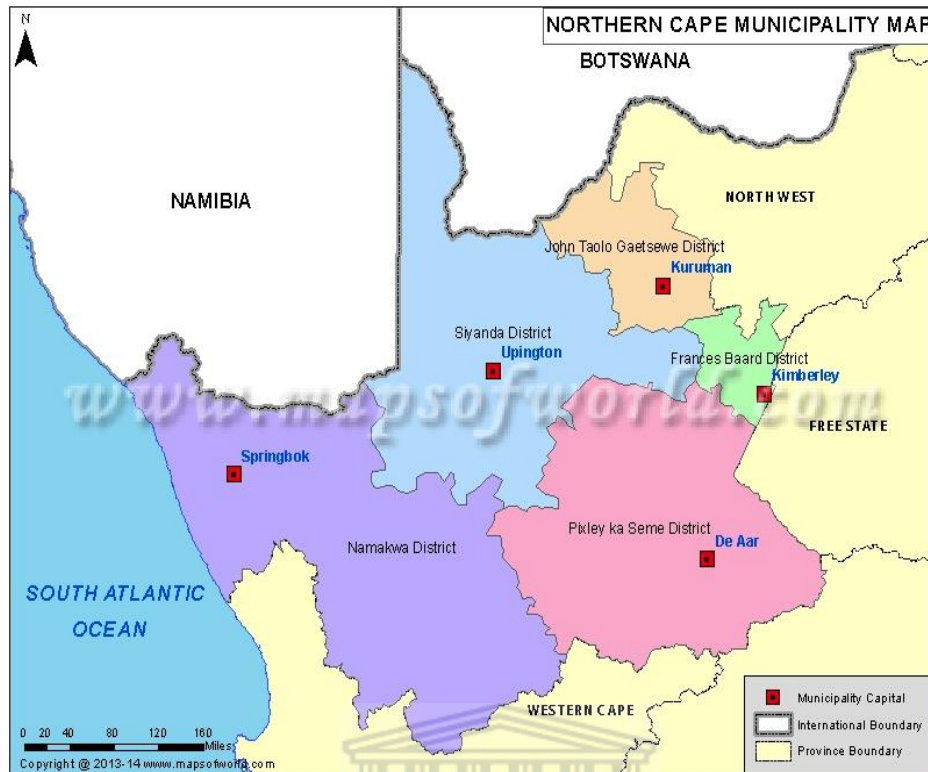 NORTHERN CAPE MUNICIPALITY MAP
N
BOTSWANA
NAMIBIA
NORTH WEST
John Taolo Gaetsewe District
Kuruman
Siyanda District
Upington
Frances Baard District
Kimberley
www.mapsofworld.com
FREE STATE
Springbok
Pixley ka Seme District
De Aar
Namakwa District
SOUTH ATLANTIC
OCEAN
WESTERN CAPE
Municipality Capital
International Boundary
Province Boundary
0 20 40 80 120 160
Miles
Copyright @ 2013-14 www.mapsofworld.com